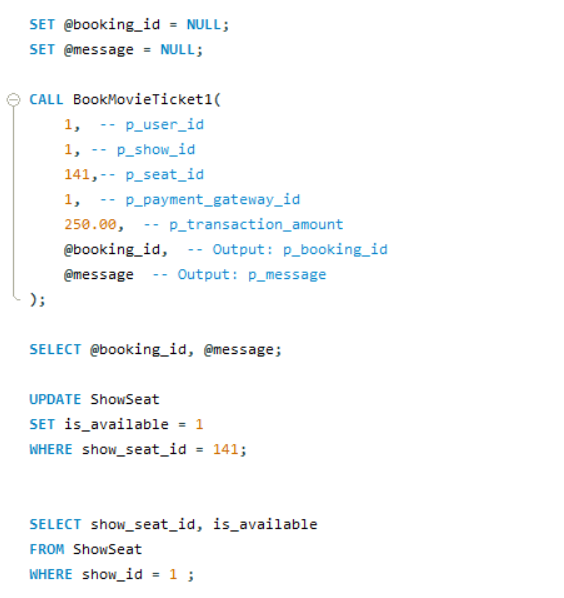 SET @booking_id = NULL;
SET @message = NULL;
CALL BookMovieTicket1(
1,  -- p_user_id
1, -- p_show_id
141,-- p_seat_id
1,  -- p_payment_gateway_id
250.00,  -- p_transaction_amount
@booking_id,  -- Output: p_booking_id
@message  -- Output: p_message
);
SELECT @booking_id, @message;
UPDATE ShowSeat
SET is_available = 1
WHERE show_seat_id = 141;
SELECT show_seat_id, is_available
FROM ShowSeat
WHERE show_id = 1 ;